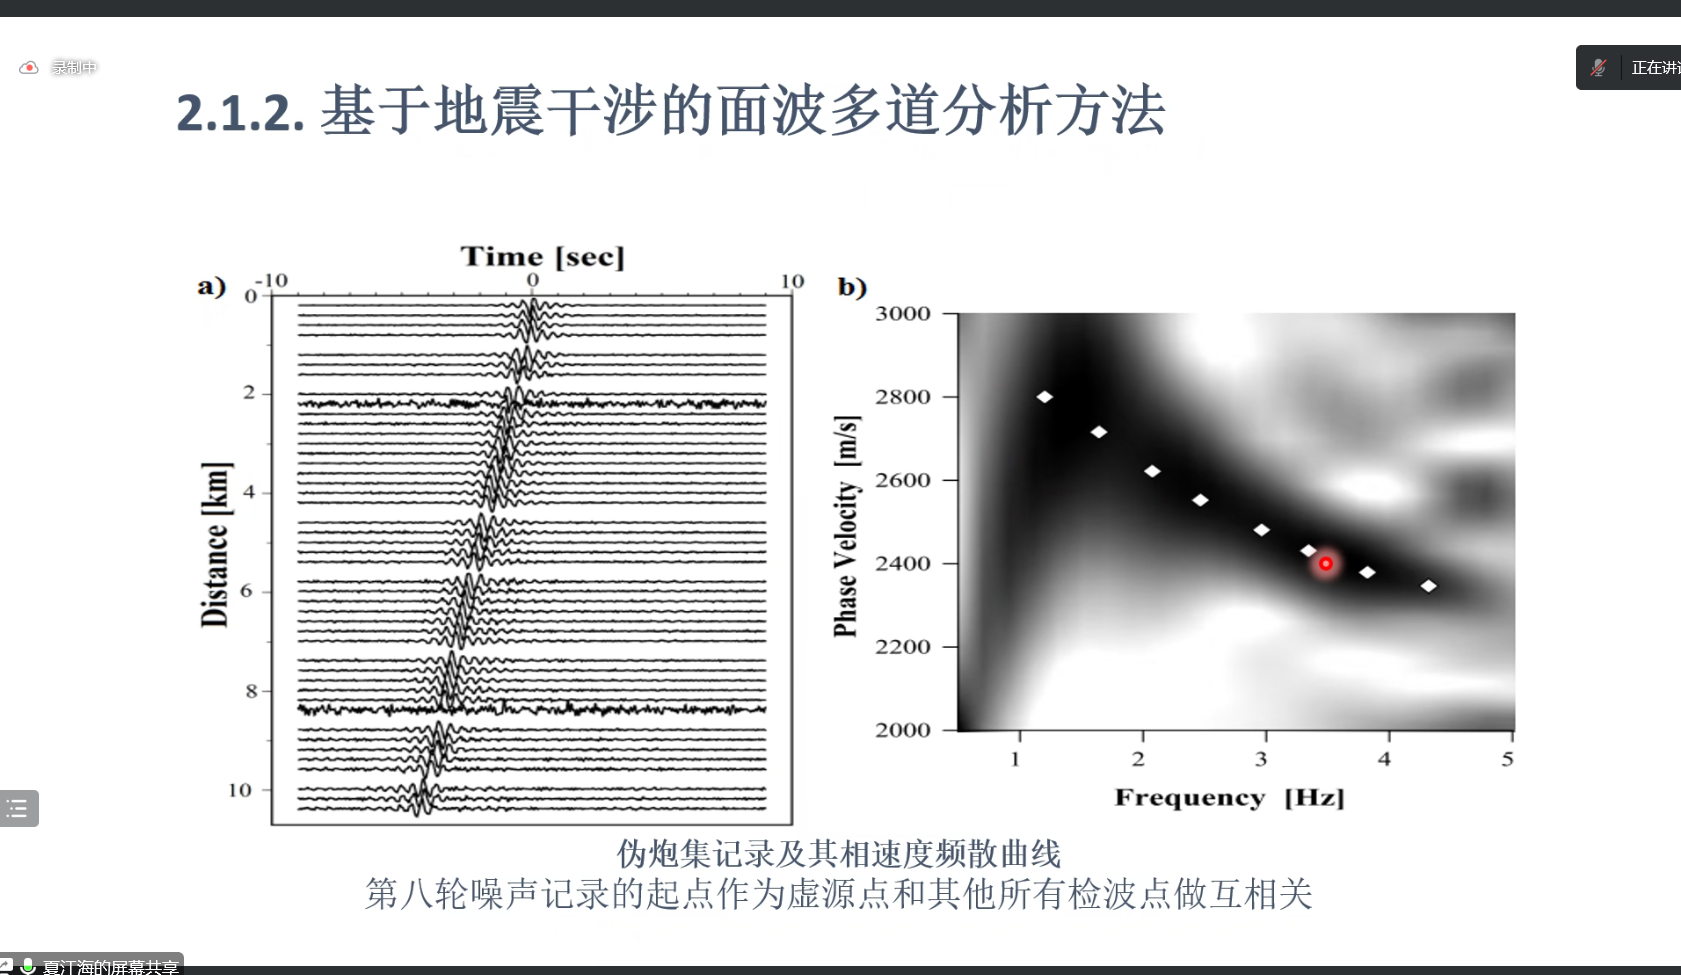 录制中
正在讲
2.1.2. 基于地震干涉的面波多道分析方法
Time [sec]
a)
-10
0
10
0
2
4
6
8
10
Distance [km]
b)
3000
2800
2600
2400
2200
2000
Phase Velocity [m/s]
1
2
3
4
5
Frequency [Hz]
伪炮集记录及其相速度频散曲线
第八轮噪声记录的起点作为虚源点和其他所有检波点做互相关
夏江海的屏幕共享